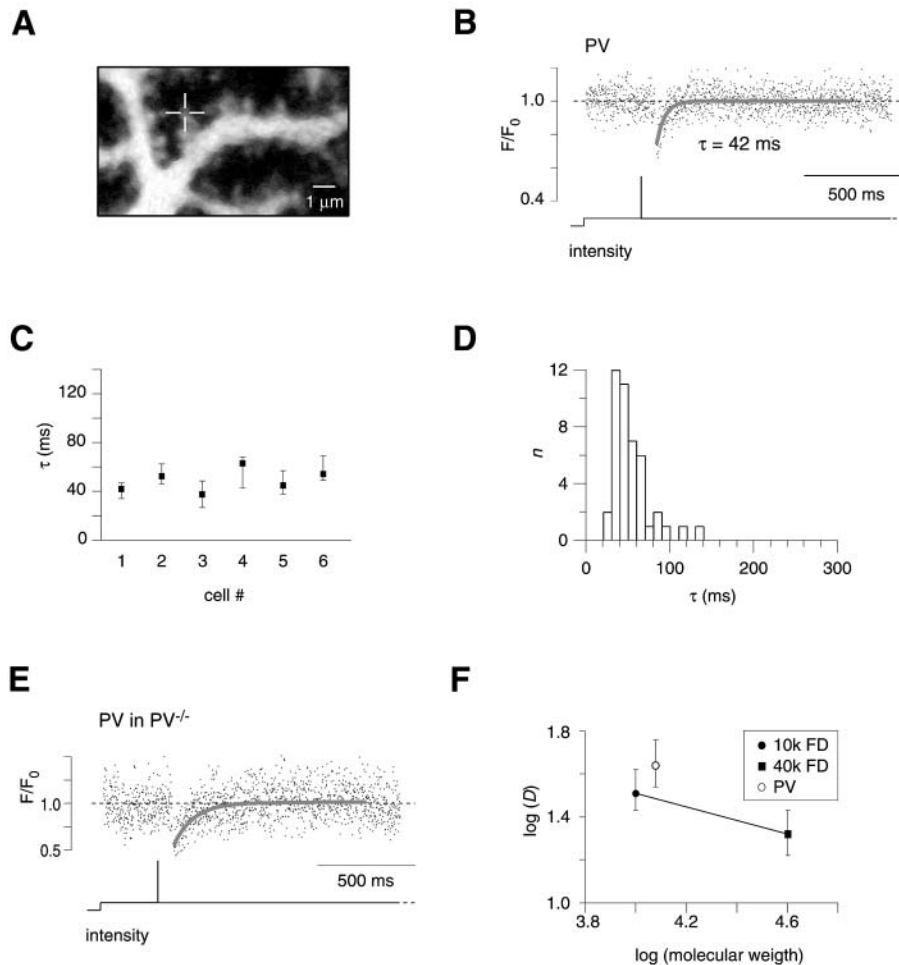 A
1 μm
B
PV
1.0
F/F0
τ = 42 ms
0.4
500 ms
intensity
C
120
80
40
0
τ (ms)
1 2 3 4 5 6
cell #
D
12
8
4
0
n
0 100 200 300
τ (ms)
E
PV in PV-/-
F/F0
1.0
0.5
500 ms
intensity
F
1.8
1.4
1.0
log (D)
10k FD
40k FD
PV
3.8 4.2 4.6
log (molecular weigth)